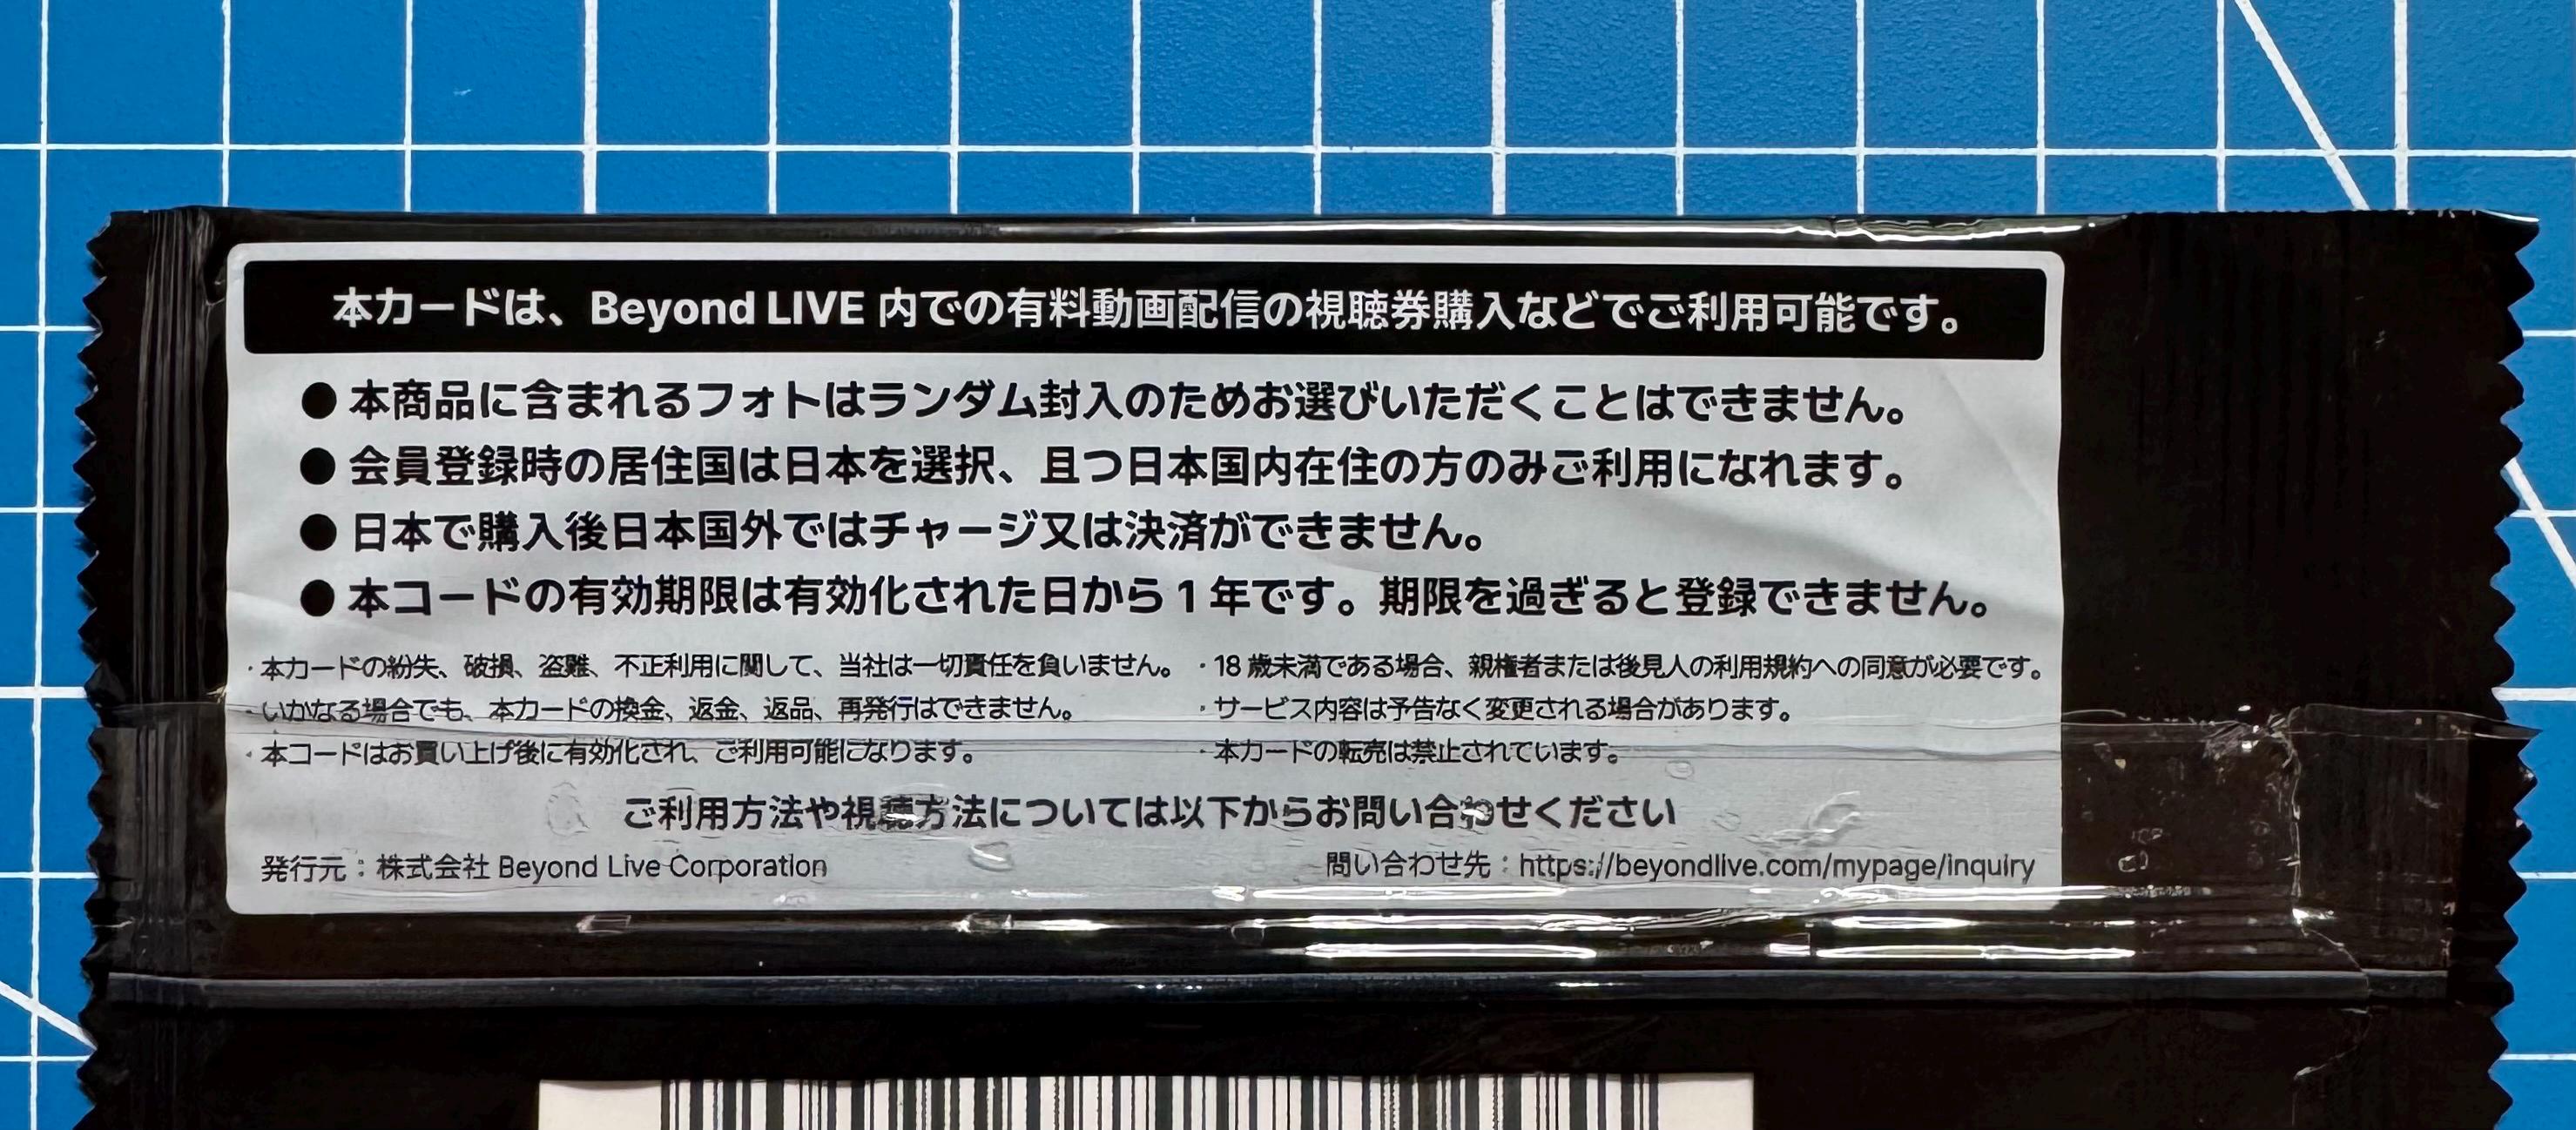 本カードは、Beyond LIVE 内での有料動画配信の視聴券購入などでご利用可能です。
● 本商品に含まれるフォトはランダム封入のためお選びいただくことはできません。
● 会員登録時の居住国は日本を選択、且つ日本国内在住の方のみご利用になれます。
● 日本で購入後日本国外ではチャージ又は決済ができません。
● 本コードの有効期限は有効化された日から1年です。期限を過ぎると登録できません。
・本カードの紛失、破損、盗難、不正利用に関して、当社は一切責任を負いません。
・いかなる場合でも、本カードの換金、返金、返品、再発行はできません。
・本コードはお買い上げ後に有効化され、ご利用可能になります。
・18 歳未満である場合、親権者または後見人の利用規約への同意が必要です。
・サービス内容は予告なく変更される場合があります。
・本カードの転売は禁止されています。
ご利用方法や視聴方法については以下からお問い合わせください
発行元：株式会社 Beyond Live Corporation
問い合わせ先：https://beyondlive.com/mypage/inquiry